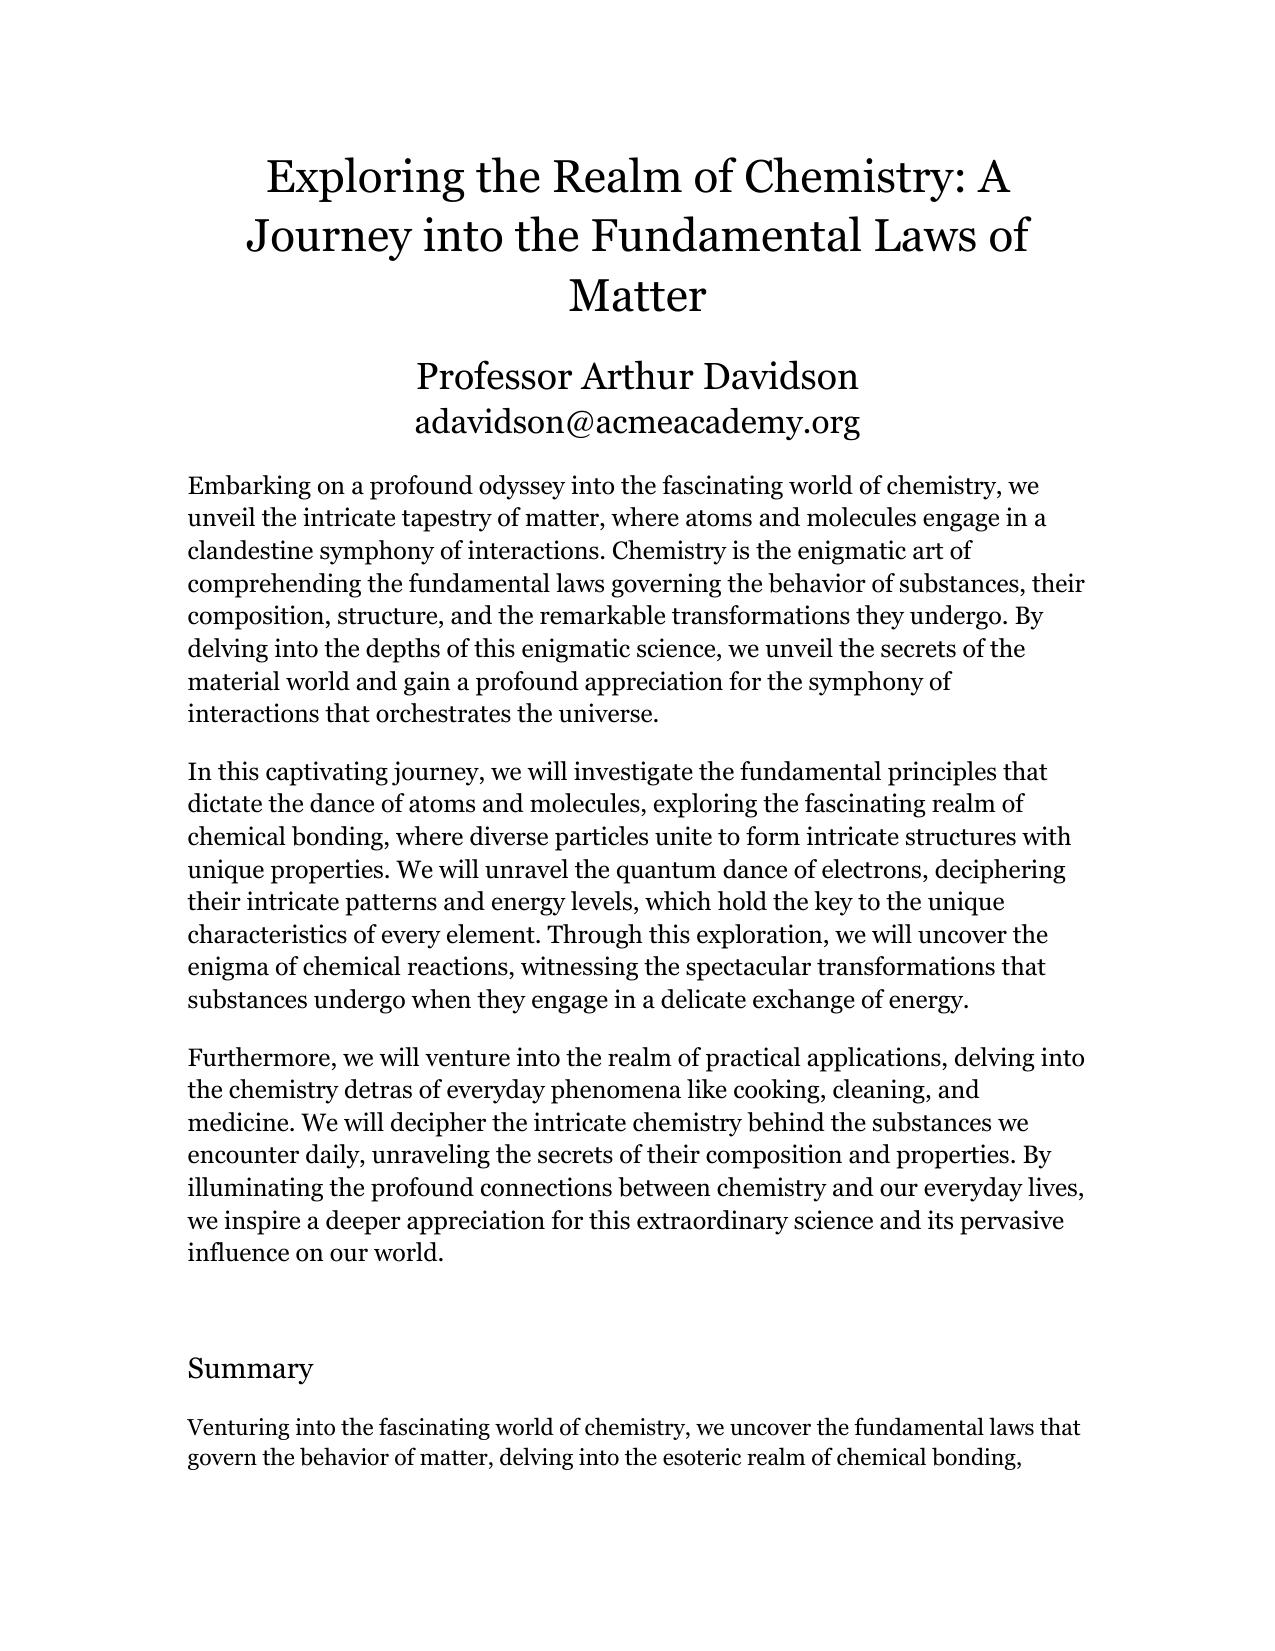 Exploring the Realm of Chemistry: A
Journey into the Fundamental Laws of
Matter
Professor Arthur Davidson
adavidson@acmeacademy.org
Embarking on a profound odyssey into the fascinating world of chemistry, we
unveil the intricate tapestry of matter, where atoms and molecules engage in a
clandestine symphony of interactions. Chemistry is the enigmatic art of
comprehending the fundamental laws governing the behavior of substances, their
composition, structure, and the remarkable transformations they undergo. By
delving into the depths of this enigmatic science, we unveil the secrets of the
material world and gain a profound appreciation for the symphony of
interactions that orchestrates the universe.
In this captivating journey, we will investigate the fundamental principles that
dictate the dance of atoms and molecules, exploring the fascinating realm of
chemical bonding, where diverse particles unite to form intricate structures with
unique properties. We will unravel the quantum dance of electrons, deciphering
their intricate patterns and energy levels, which hold the key to the unique
characteristics of every element. Through this exploration, we will uncover the
enigma of chemical reactions, witnessing the spectacular transformations that
substances undergo when they engage in a delicate exchange of energy.
Furthermore, we will venture into the realm of practical applications, delving into
the chemistry detras of everyday phenomena like cooking, cleaning, and
medicine. We will decipher the intricate chemistry behind the substances we
encounter daily, unraveling the secrets of their composition and properties. By
illuminating the profound connections between chemistry and our everyday lives,
we inspire a deeper appreciation for this extraordinary science and its pervasive
influence on our world.
Summary
Venturing into the fascinating world of chemistry, we uncover the fundamental laws that
govern the behavior of matter, delving into the esoteric realm of chemical bonding,